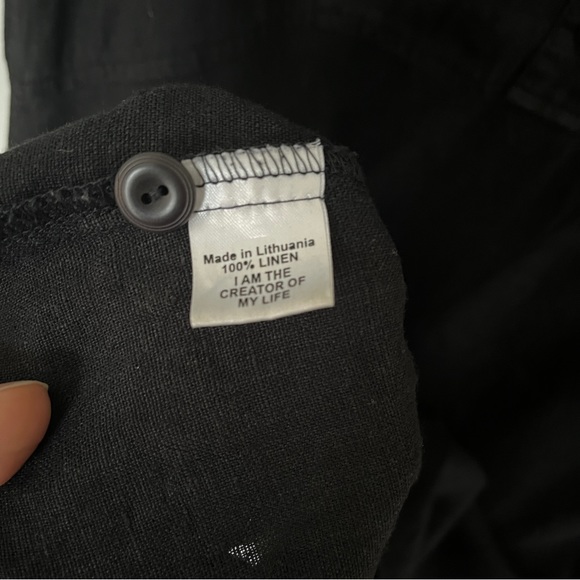 Made in Lithuania
100% LINEN
I AM THE
CREATOR OF
MY LIFE